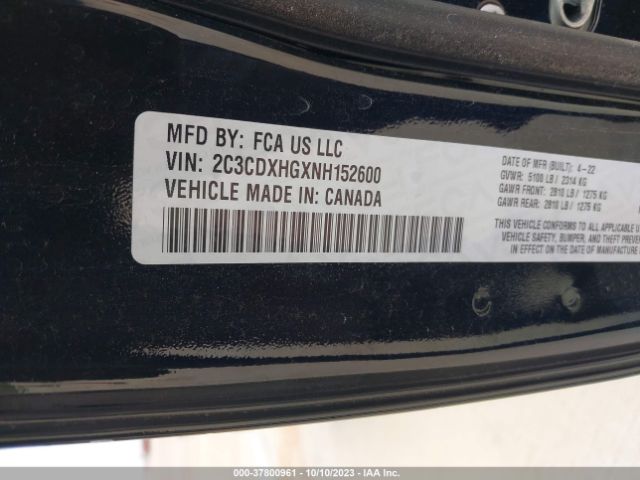 MFD BY: FCA US LLC
VIN: 2C3CDXHGXNH152600
VEHICLE MADE IN: CANADA
DATE OF MFR (BUILT): 4-22
GVWR: 5100 LB / 2314 KG
GAWR FRONT: 2810 LB / 1275 KG
GAWR REAR: 2810 LB / 1275 KG
THIS VEHICLE CONFORMS TO ALL APPLICABLE U
VEHICLE SAFETY, BUMPER, AND THEFT PREVENT
IN EFFECT ON THE DATE OF MANUFACTURE
000-37800961 - 10/10/2023 - IAA Inc.